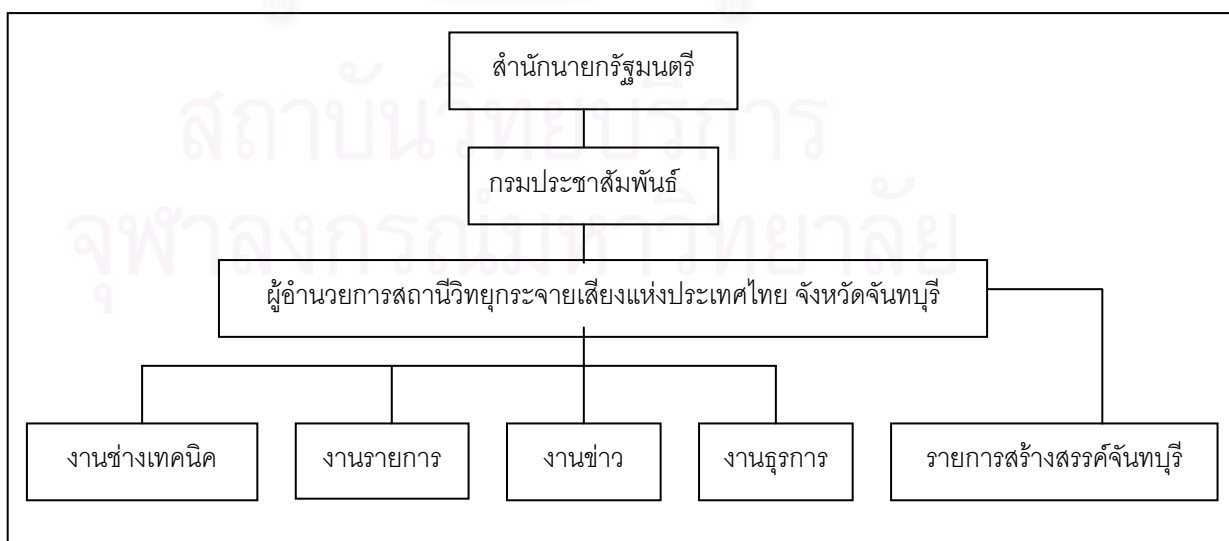 สำนักนายกรัฐมนตรี
กรมประชาสัมพันธ์
ผู้อำนวยการสถานีวิทยุกระจายเสียงแห่งประเทศไทย จังหวัดจันทบุรี
งานช่างเทคนิค
งานรายการ
งานข่าว
งานธุรการ
รายการสร้างสรรค์จันทบุรี
สถาบันวิทยบริการ
จุฬาลงกรณ์มหาวิทยาลัย